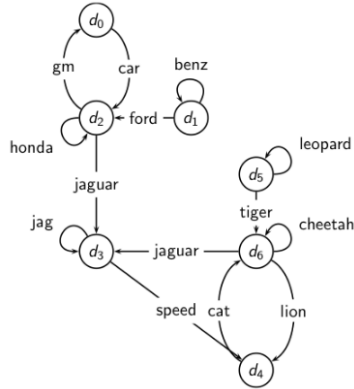 d0
benz
gm car
d2 ford d1
honda
leopard
d5
jaguar
tiger
jag
cheetah
d3 jaguar d6
speed cat lion
d4